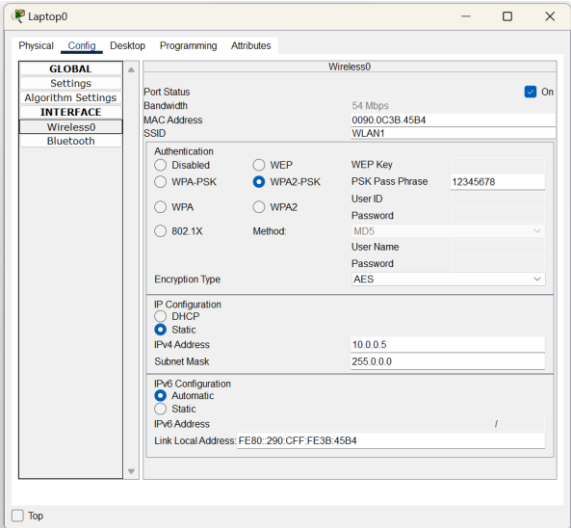 Laptop0
Physical Config Desktop Programming Attributes
GLOBAL
Settings
Algorithm Settings
INTERFACE
Wireless0
Bluetooth
Wireless0
Port Status On
Bandwidth 54 Mbps
MAC Address 0090.0C3B.45B4
SSID WLAN1
Authentication
Disabled WEP WEP Key
WPA-PSK WPA2-PSK PSK Pass Phrase 12345678
User ID
WPA WPA2
Password
802.1X Method: MD5
User Name
Password
Encryption Type AES
IP Configuration
DHCP
Static
IPv4 Address 10.0.0.5
Subnet Mask 255.0.0.0
IPv6 Configuration
Automatic
Static
IPv6 Address /
Link Local Address: FE80::290:CFF:FE3B:45B4
Top